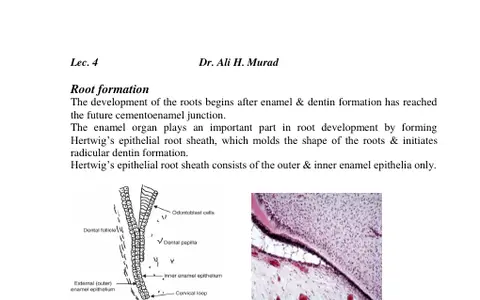 Lec. 4 Dr. Ali H. Murad
Root formation
The development of the roots begins after enamel & dentin formation has reached
the future cementoenamel junction.
The enamel organ plays an important part in root development by forming
Hertwig's epithelial root sheath, which molds the shape of the roots & initiates
radicular dentin formation.
Hertwig's epithelial root sheath consists of the outer & inner enamel epithelia only.
Odontoblast cells
Dental follicle
Dental papilla
Inner enamel epithelium
External (outer)
enamel epithelium
Cervical loop